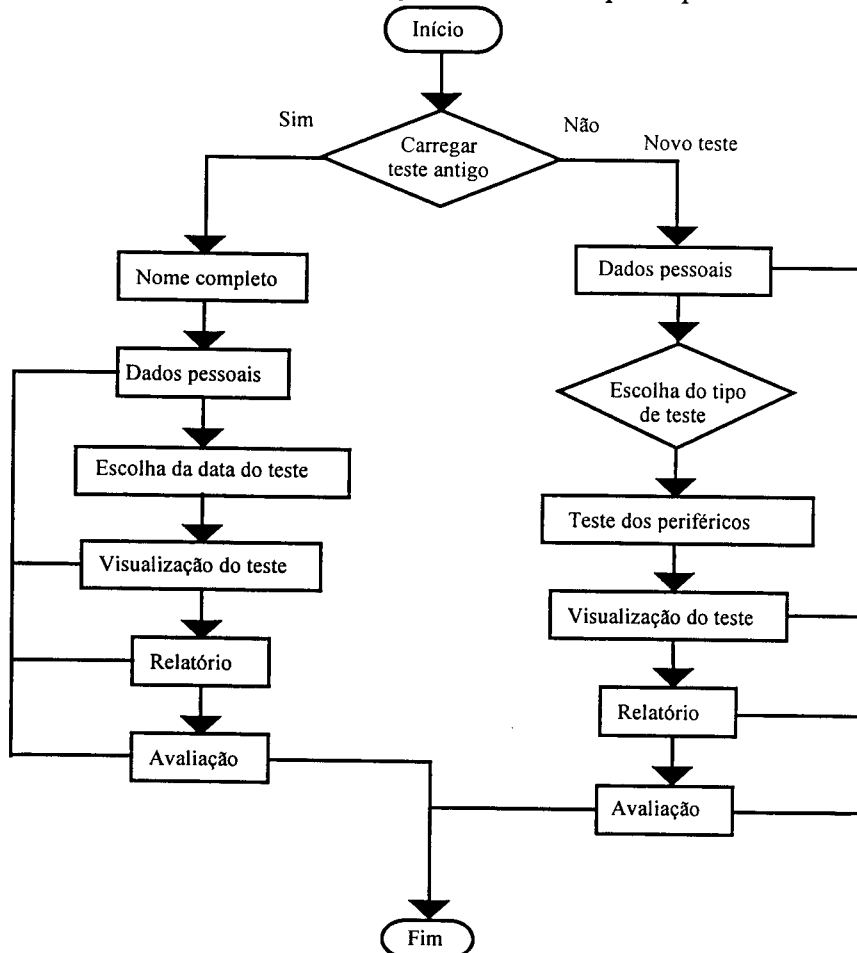 Início
Sim
Não
Carregar
teste antigo
Novo teste
Nome completo
Dados pessoais
Escolha da data do teste
Visualização do teste
Relatório
Avaliação
Dados pessoais
Escolha do tipo
de teste
Teste dos periféricos
Visualização do teste
Relatório
Avaliação
Fim